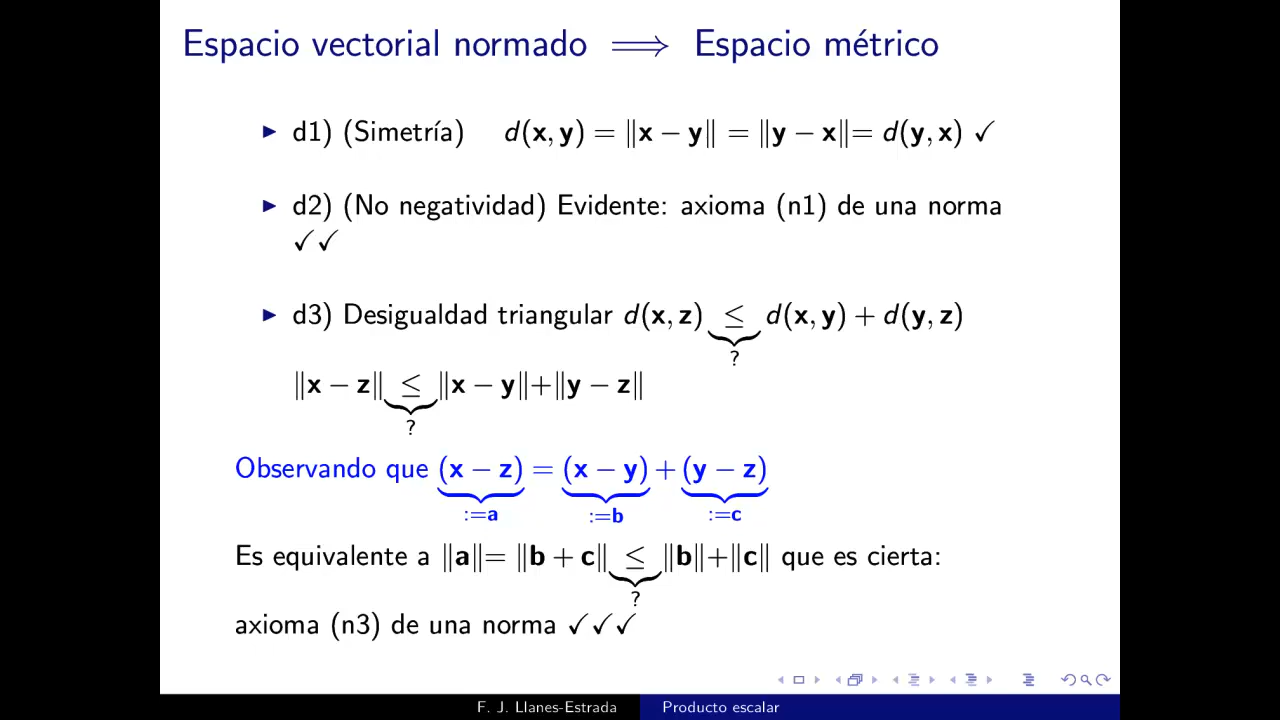 Espacio vectorial normado ⟹ Espacio métrico
▶ d1) (Simetría) d(x, y) = ‖x − y‖ = ‖y − x‖= d(y, x) ✓
▶ d2) (No negatividad) Evidente: axioma (n1) de una norma
✓✓
▶ d3) Desigualdad triangular d(x, z) ≤ d(x, y) + d(y, z)
?
‖x − z‖ ≤ ‖x − y‖+‖y − z‖
?
Observando que (x − z) = (x − y) + (y − z)
:=a :=b :=c
Es equivalente a ‖a‖= ‖b + c‖ ≤ ‖b‖+‖c‖ que es cierta:
?
axioma (n3) de una norma ✓✓✓
F. J. Llanes-Estrada Producto escalar